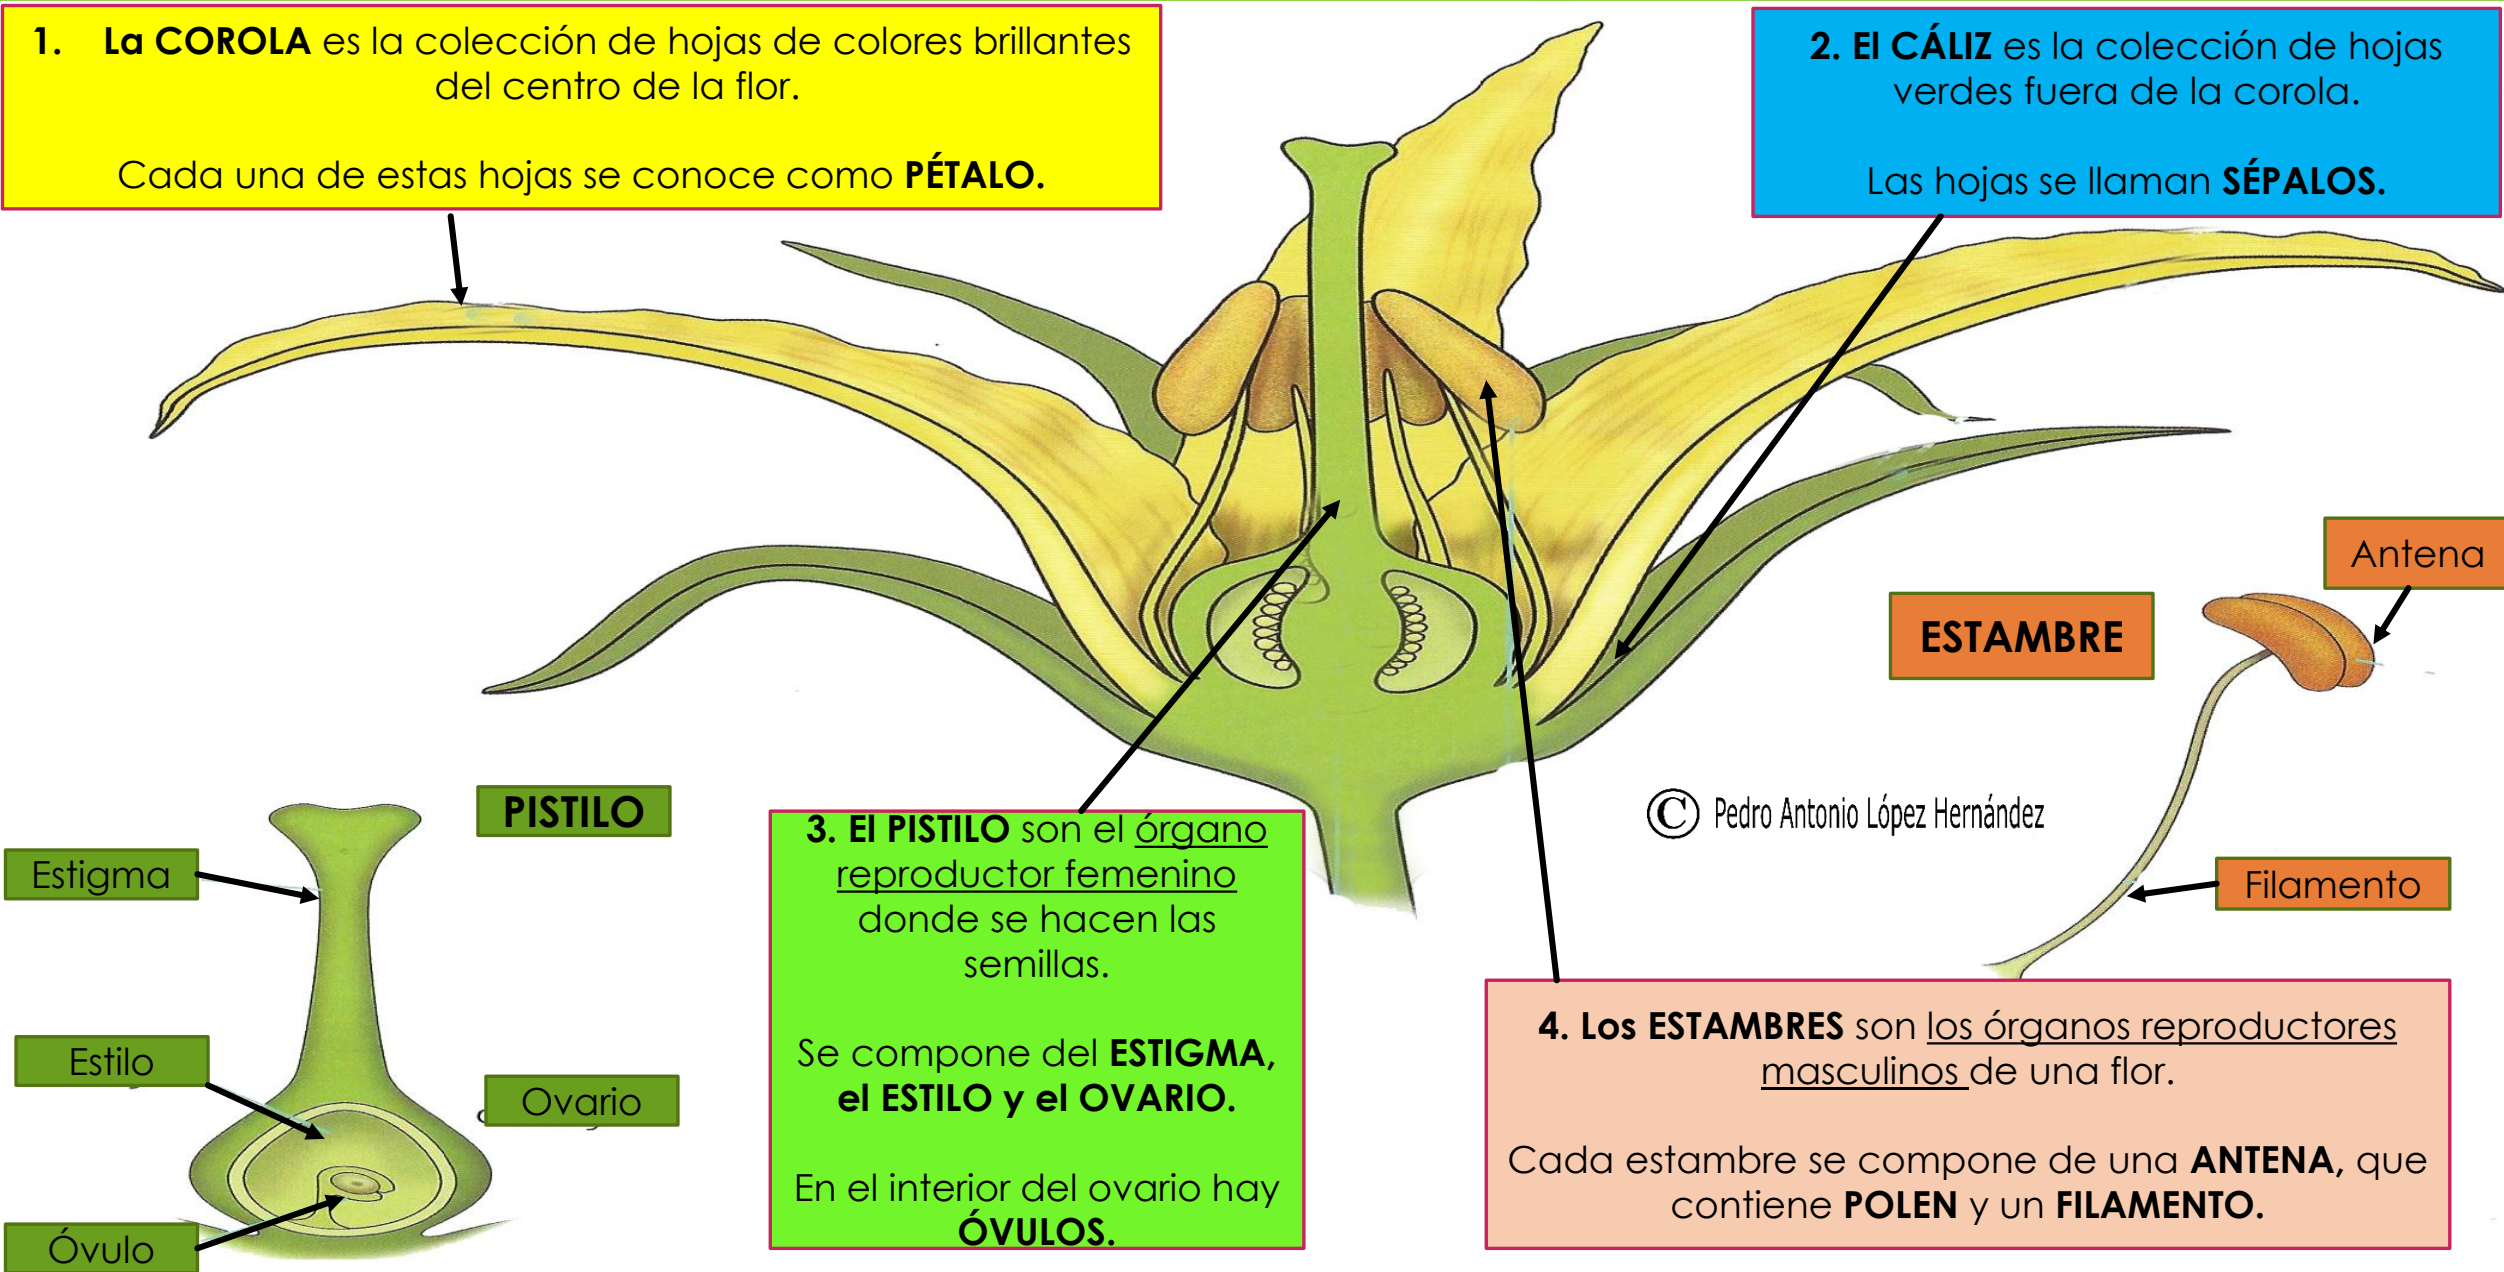 1. La COROLA es la colección de hojas de colores brillantes
del centro de la flor.
Cada una de estas hojas se conoce como PÉTALO.
2. El CÁLIZ es la colección de hojas
verdes fuera de la corola.
Las hojas se llaman SÉPALOS.
Antena
ESTAMBRE
PISTILO
© Pedro Antonio López Hernández
Estigma
Filamento
Estilo
Ovario
Óvulo
3. El PISTILO son el órgano
reproductor femenino
donde se hacen las
semillas.
Se compone del ESTIGMA,
el ESTILO y el OVARIO.
En el interior del ovario hay
ÓVULOS.
4. Los ESTAMBRES son los órganos reproductores
masculinos de una flor.
Cada estambre se compone de una ANTENA, que
contiene POLEN y un FILAMENTO.